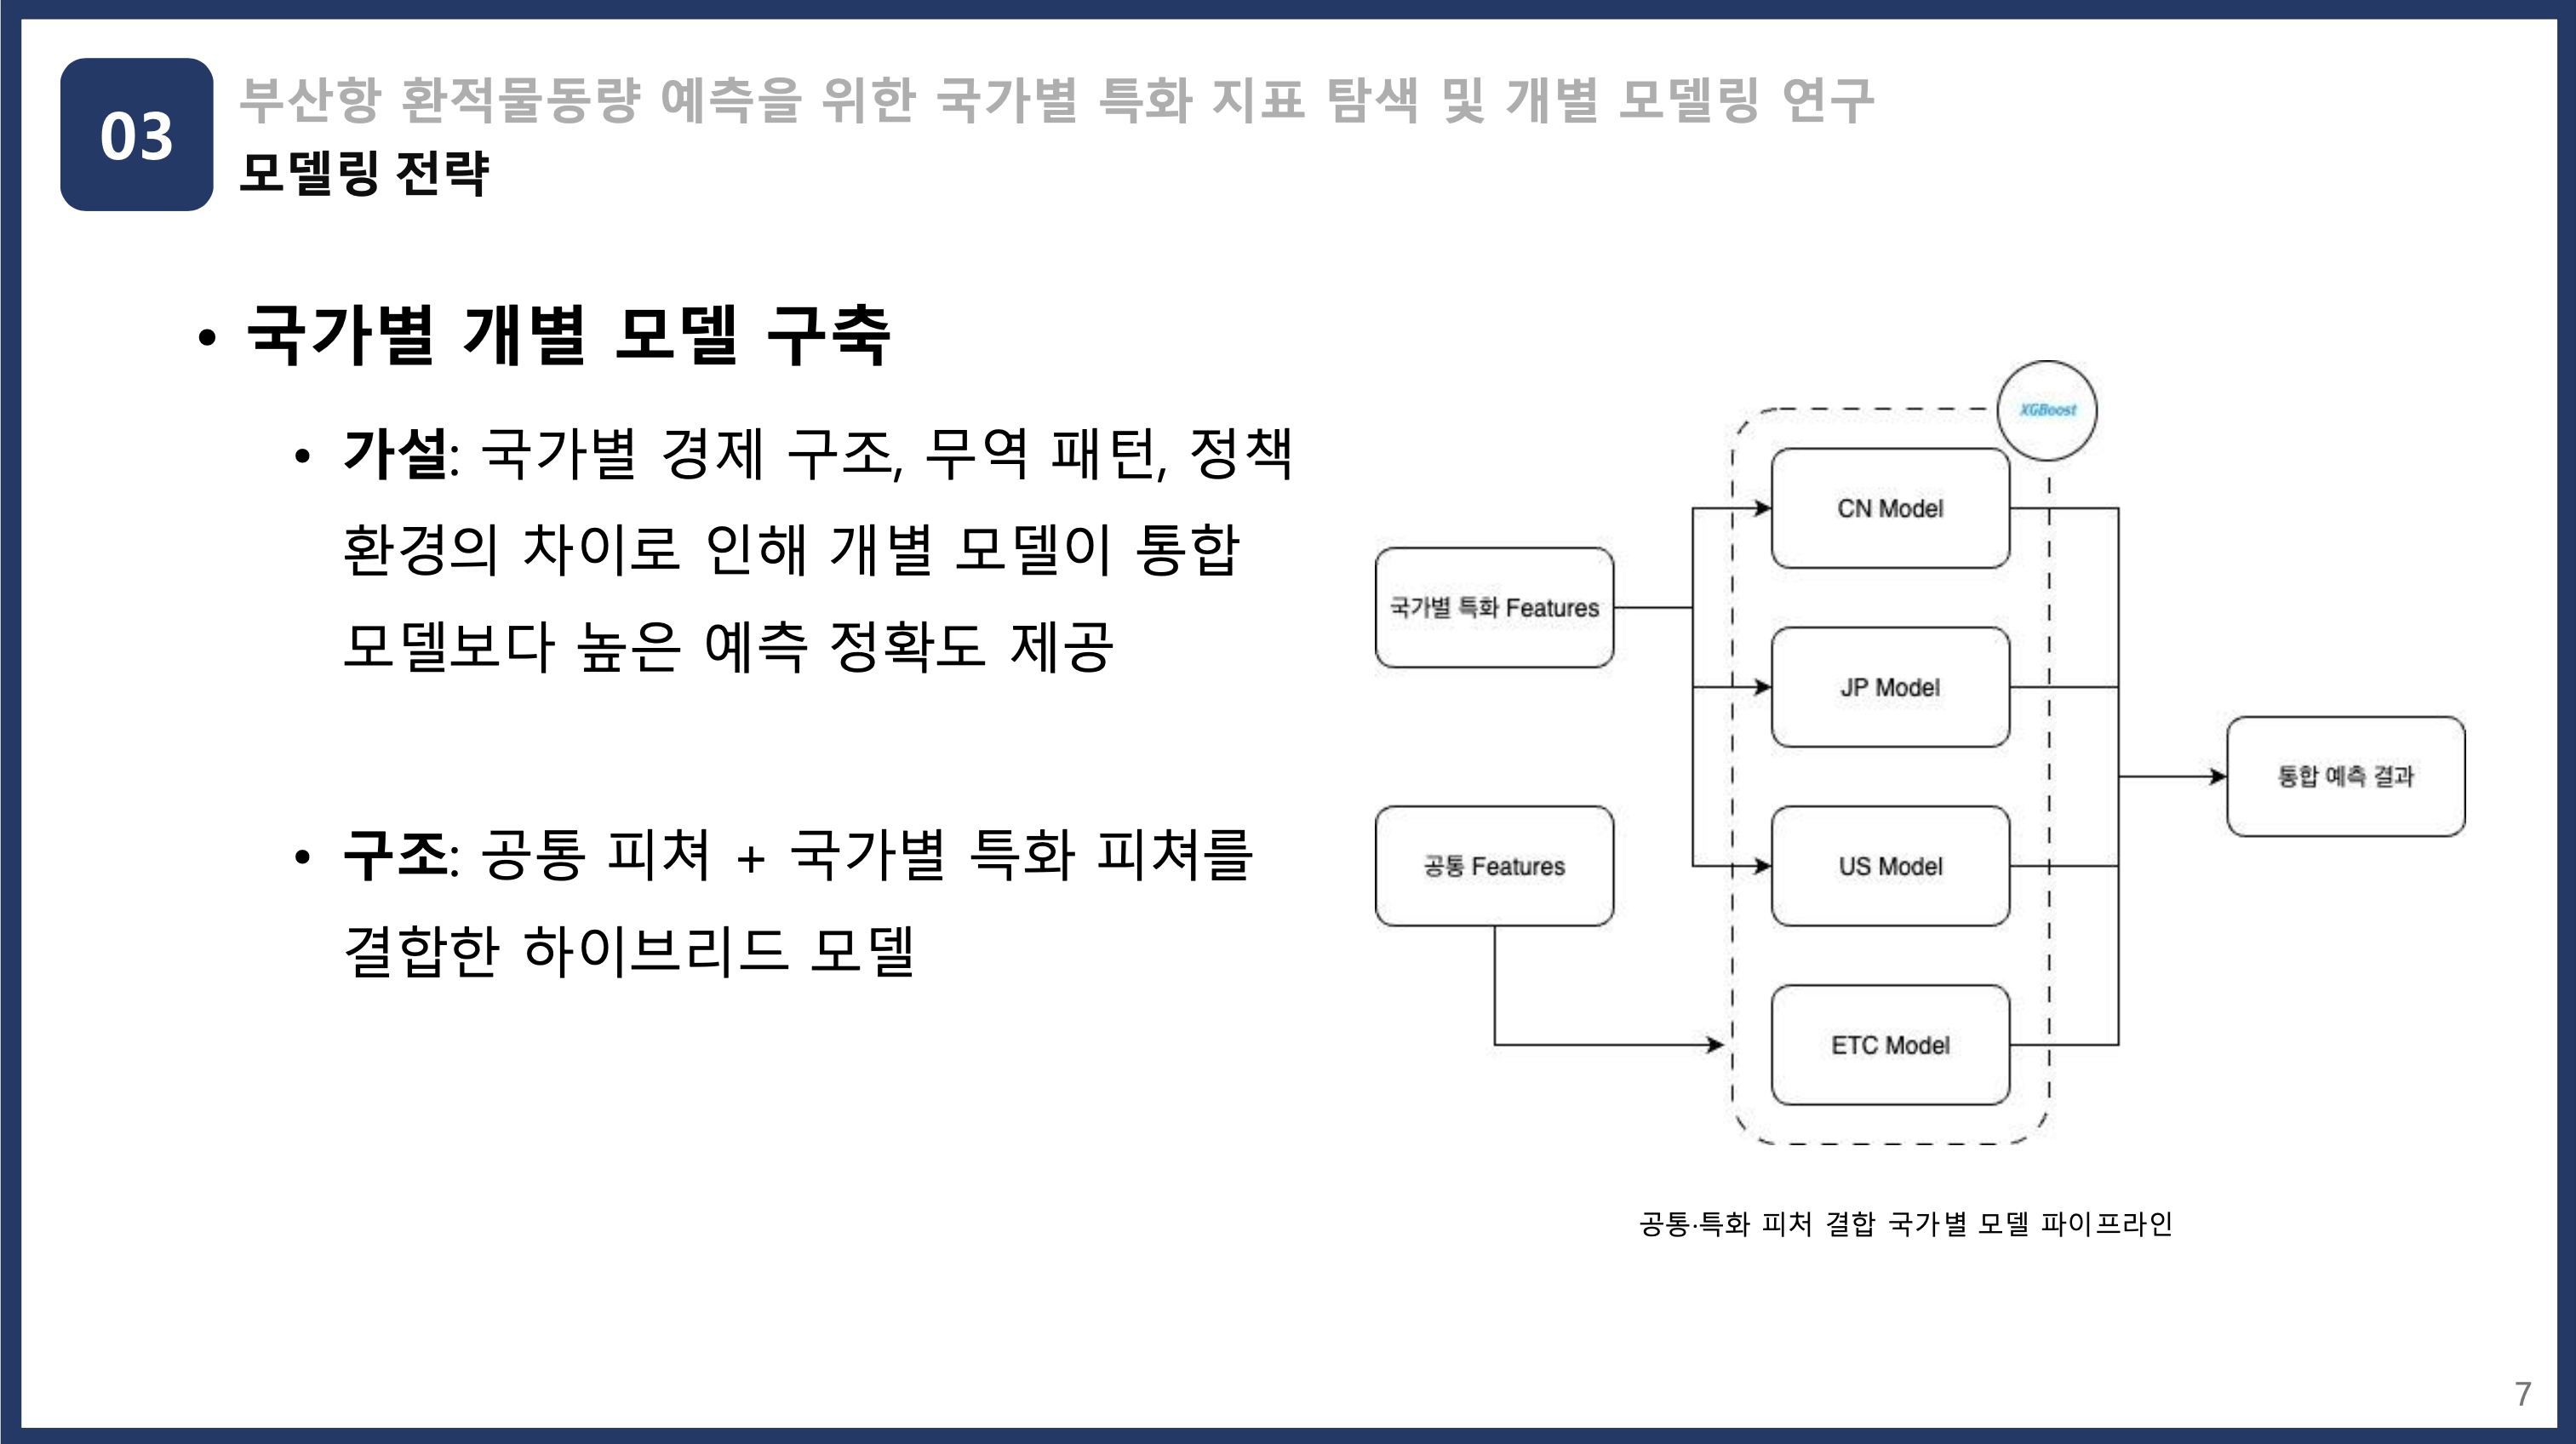 03
부산항 환적물동량 예측을 위한 국가별 특화 지표 탐색 및 개별 모델링 연구
모델링 전략
• 국가별 개별 모델 구축
• 가설: 국가별 경제 구조, 무역 패턴, 정책
환경의 차이로 인해 개별 모델이 통합
모델보다 높은 예측 정확도 제공
• 구조: 공통 피쳐 + 국가별 특화 피쳐를
결합한 하이브리드 모델
XGBoost
CN Model
국가별 특화 Features
JP Model
통합 예측 결과
공통 Features
US Model
ETC Model
공통·특화 피처 결합 국가별 모델 파이프라인
7